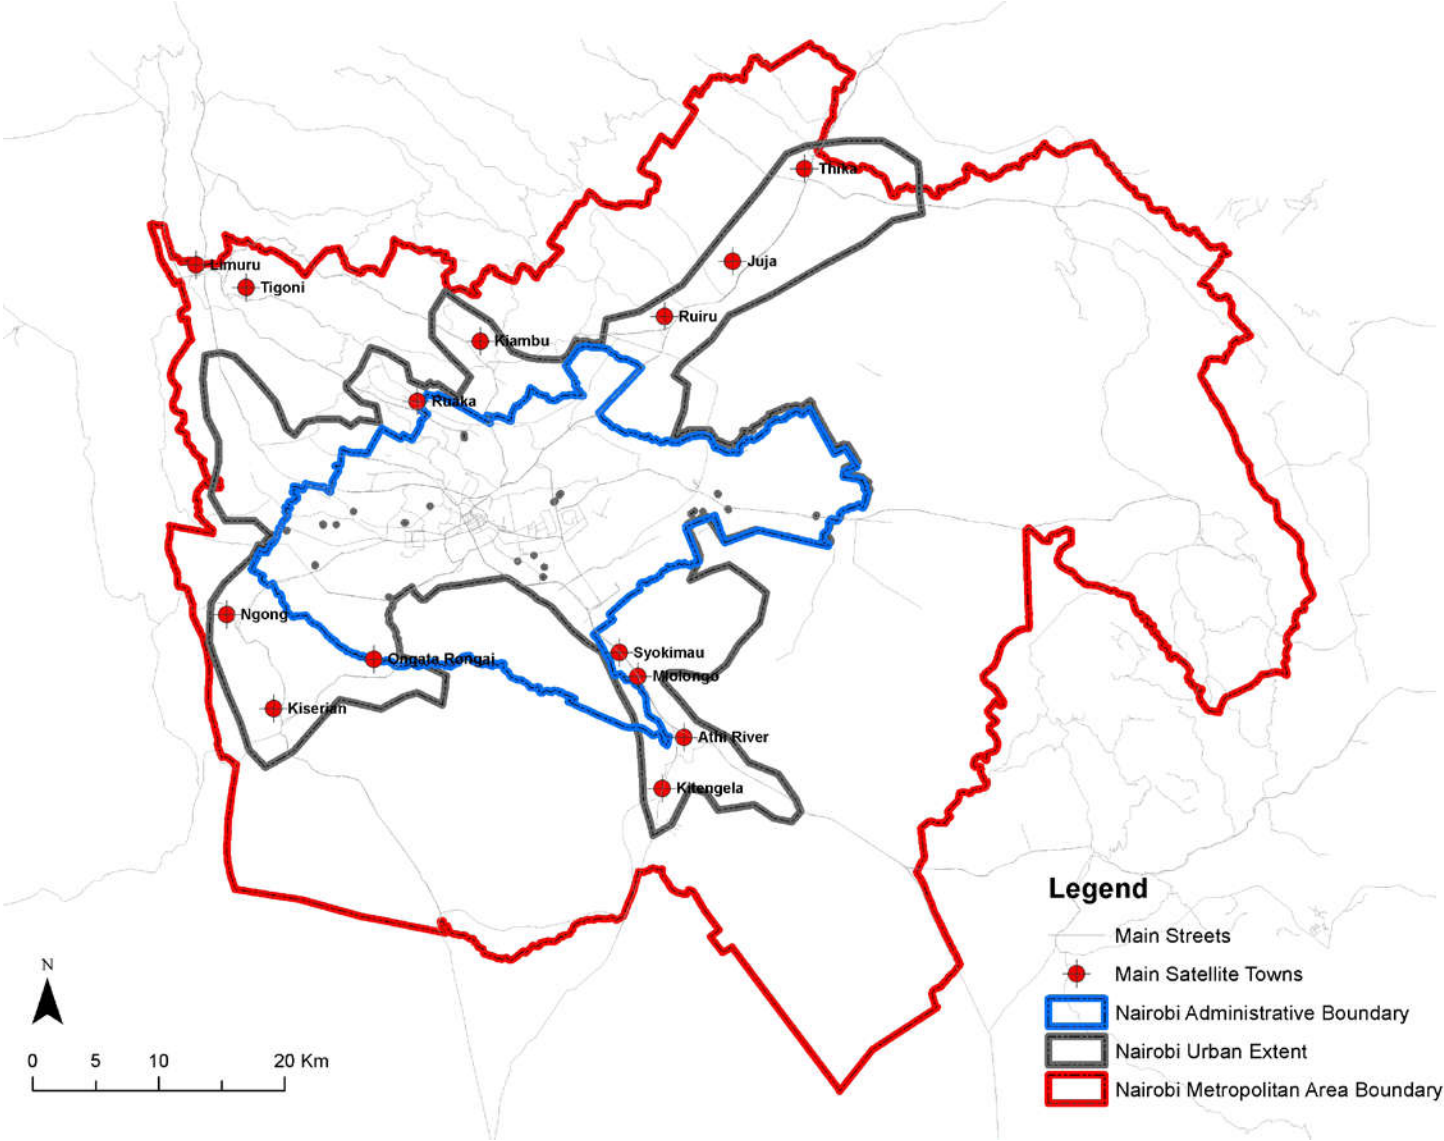 Thika
Juja
Limuru
Tigoni
Ruiru
Kiambu
Ruaka
Ngong
Syokimau
Ongata Rongai
Mlolongo
Kiserian
Athi River
Kitengela
Legend
Main Streets
Main Satellite Towns
Nairobi Administrative Boundary
Nairobi Urban Extent
Nairobi Metropolitan Area Boundary
N
0 5 10 20 Km